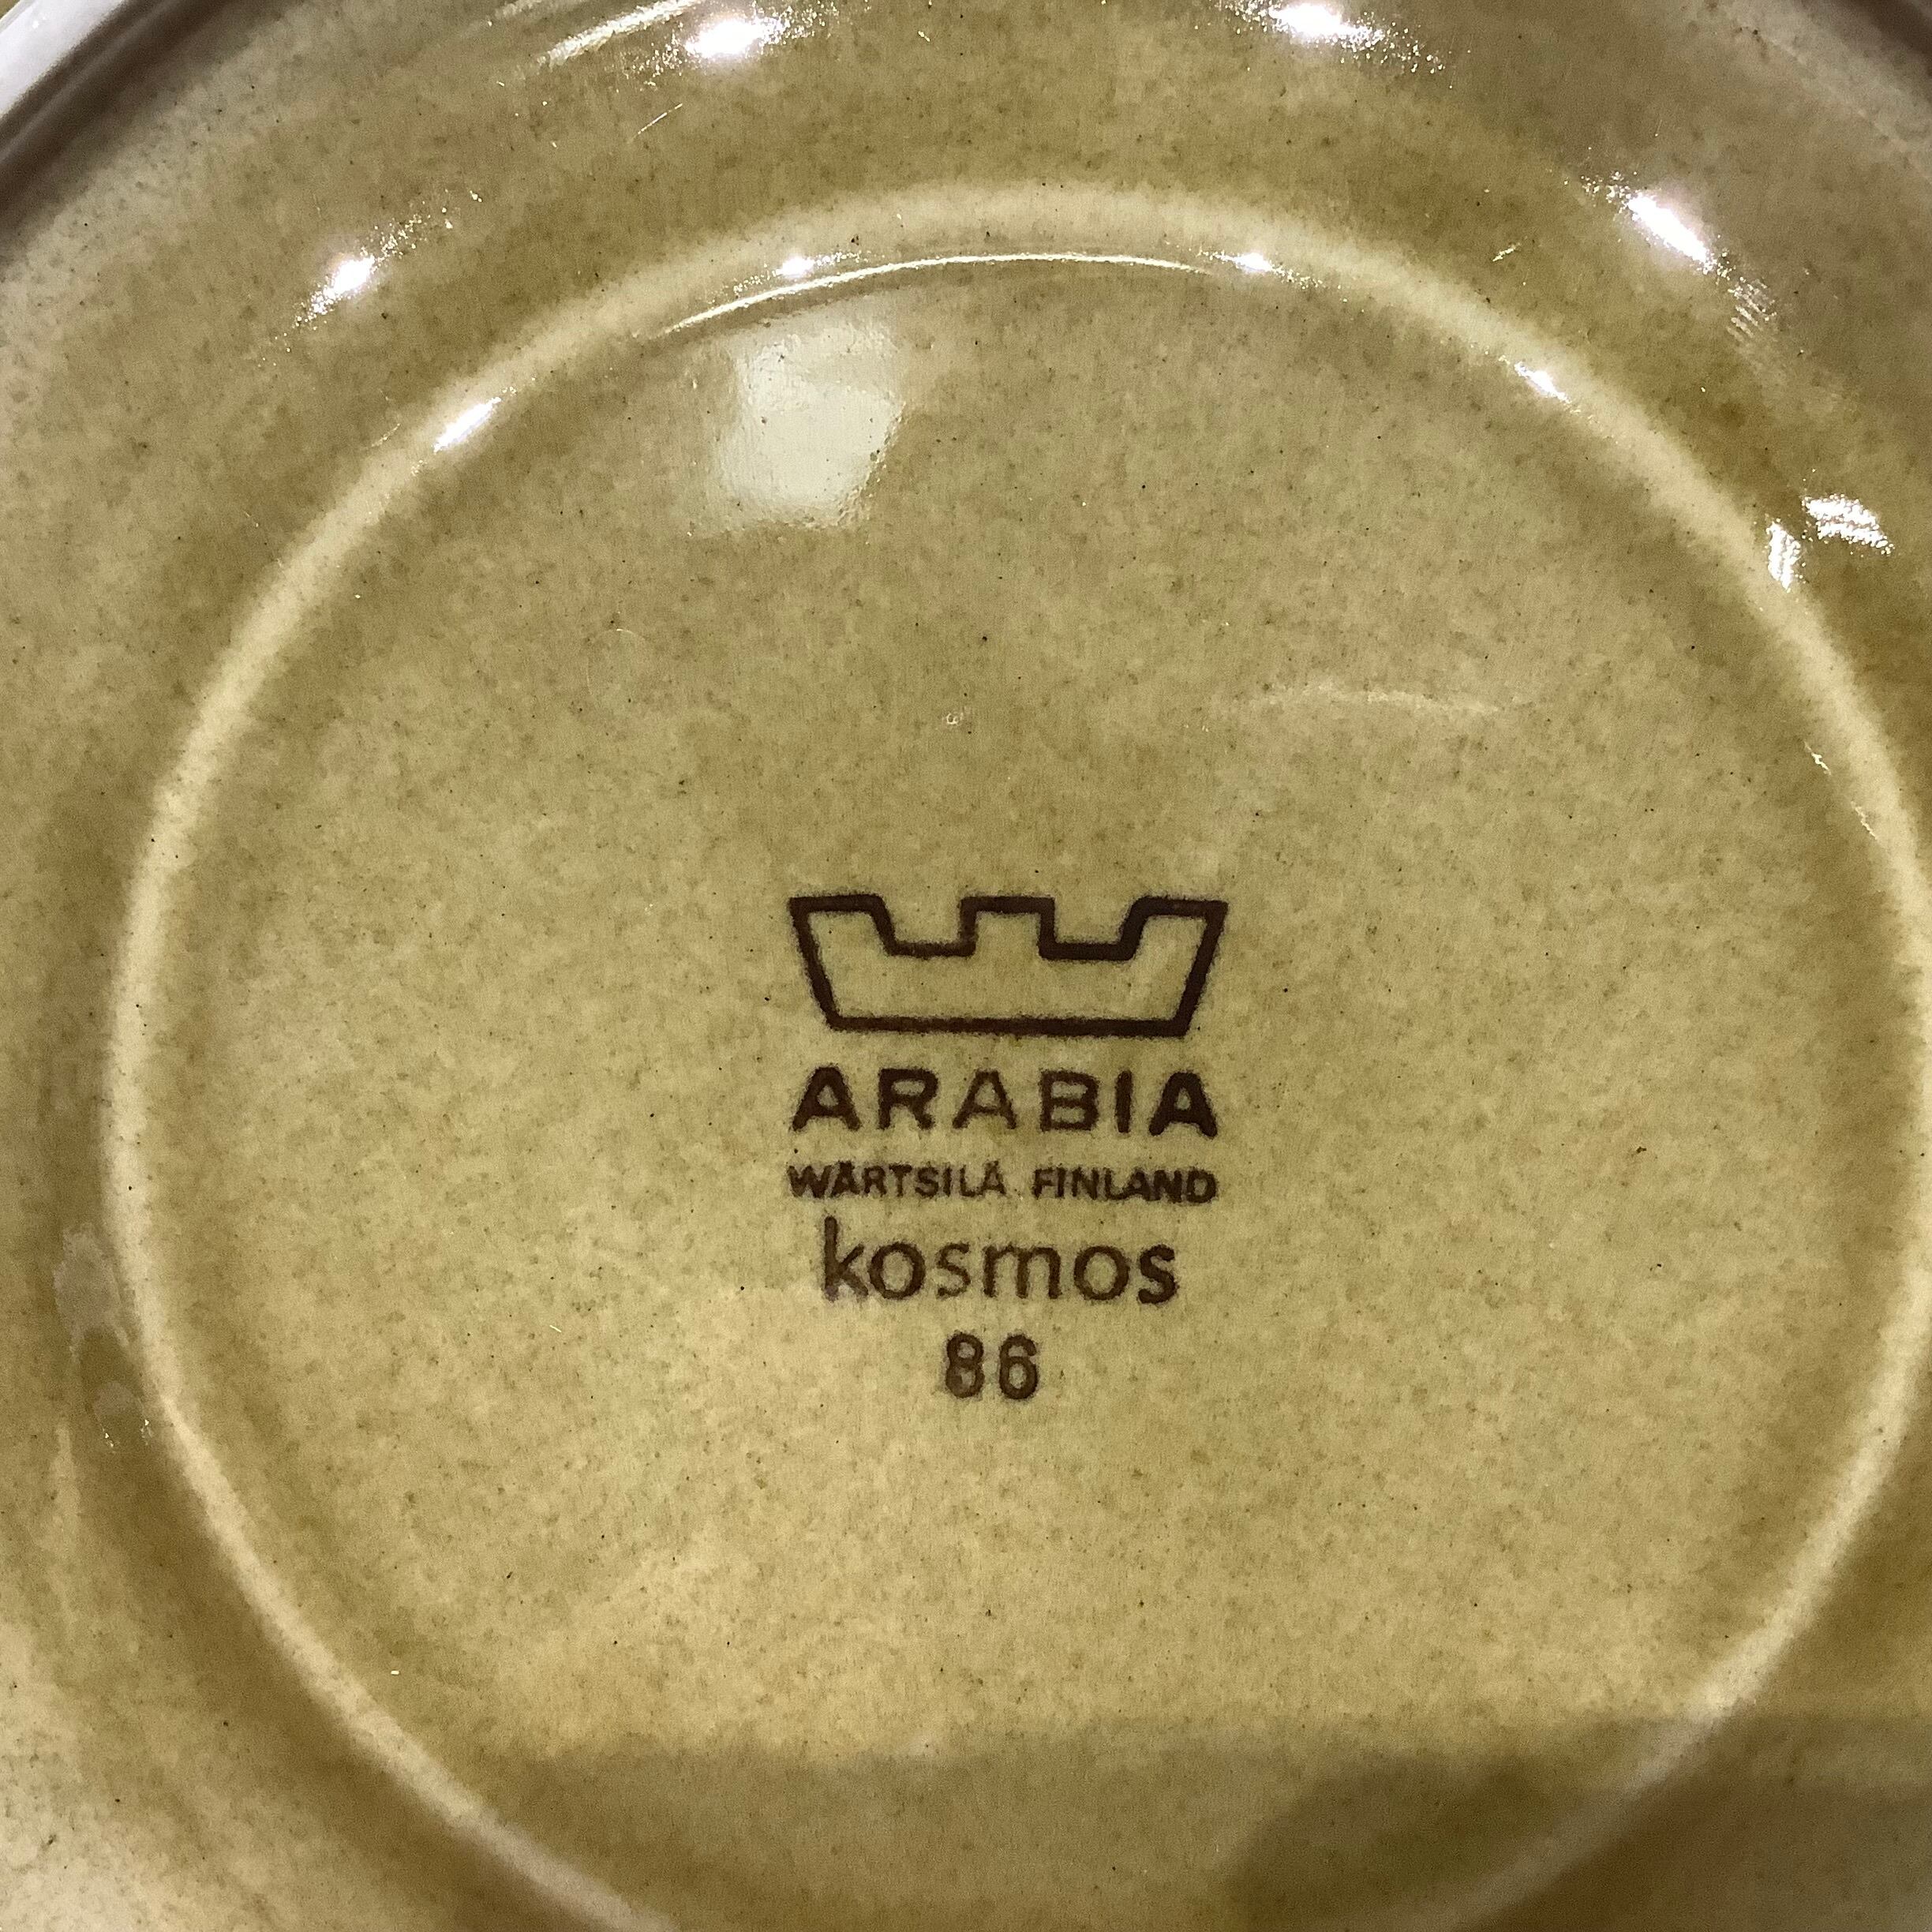 ARABIA
WÄRTSILÄ FINLAND
kosmos
86